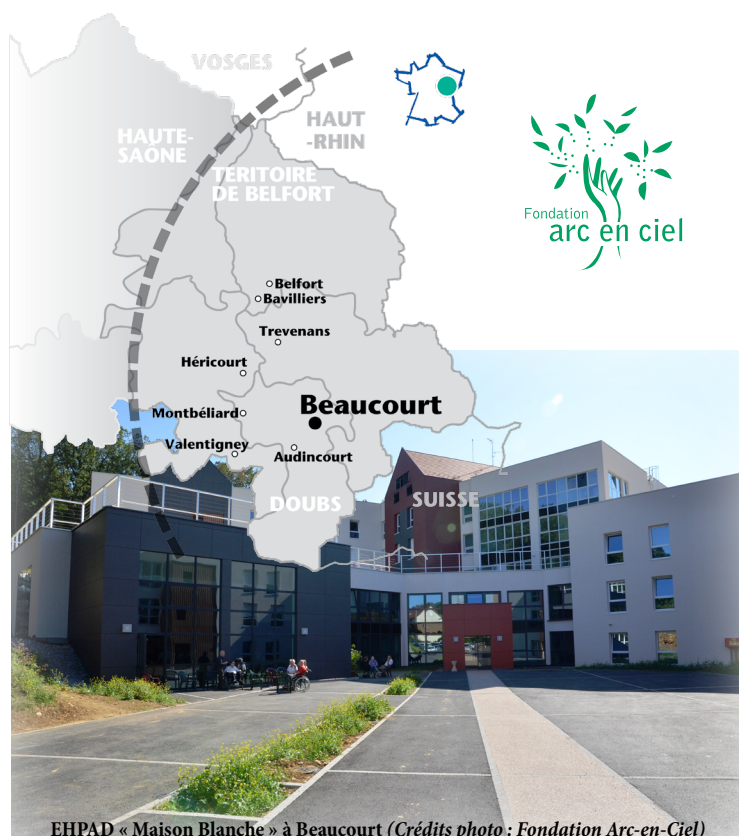 VOSGES
HAUT
-RHIN
HAUTE-
SAÔNE
TERITOIRE
DE BELFORT
Fondation
arc en ciel
Belfort
Bavilliers
Trevenans
Héricourt
Beaucourt
Montbéliard
Valentigney
Audincourt
DOUBS
SUISSE
EHPAD « Maison Blanche » à Beaucourt (Crédits photo : Fondation Arc-en-Ciel)